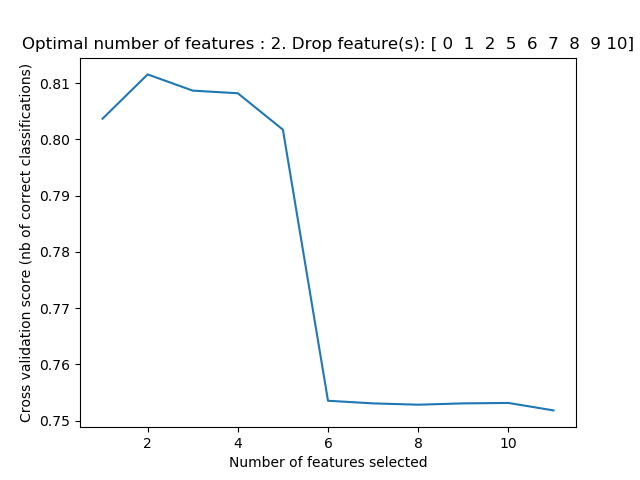 Optimal number of features : 2. Drop feature(s): [ 0  1  2  5  6  7  8  9 10]
Cross validation score (nb of correct classifications)
0.81
0.80
0.79
0.78
0.77
0.76
0.75
2 4 6 8 10
Number of features selected